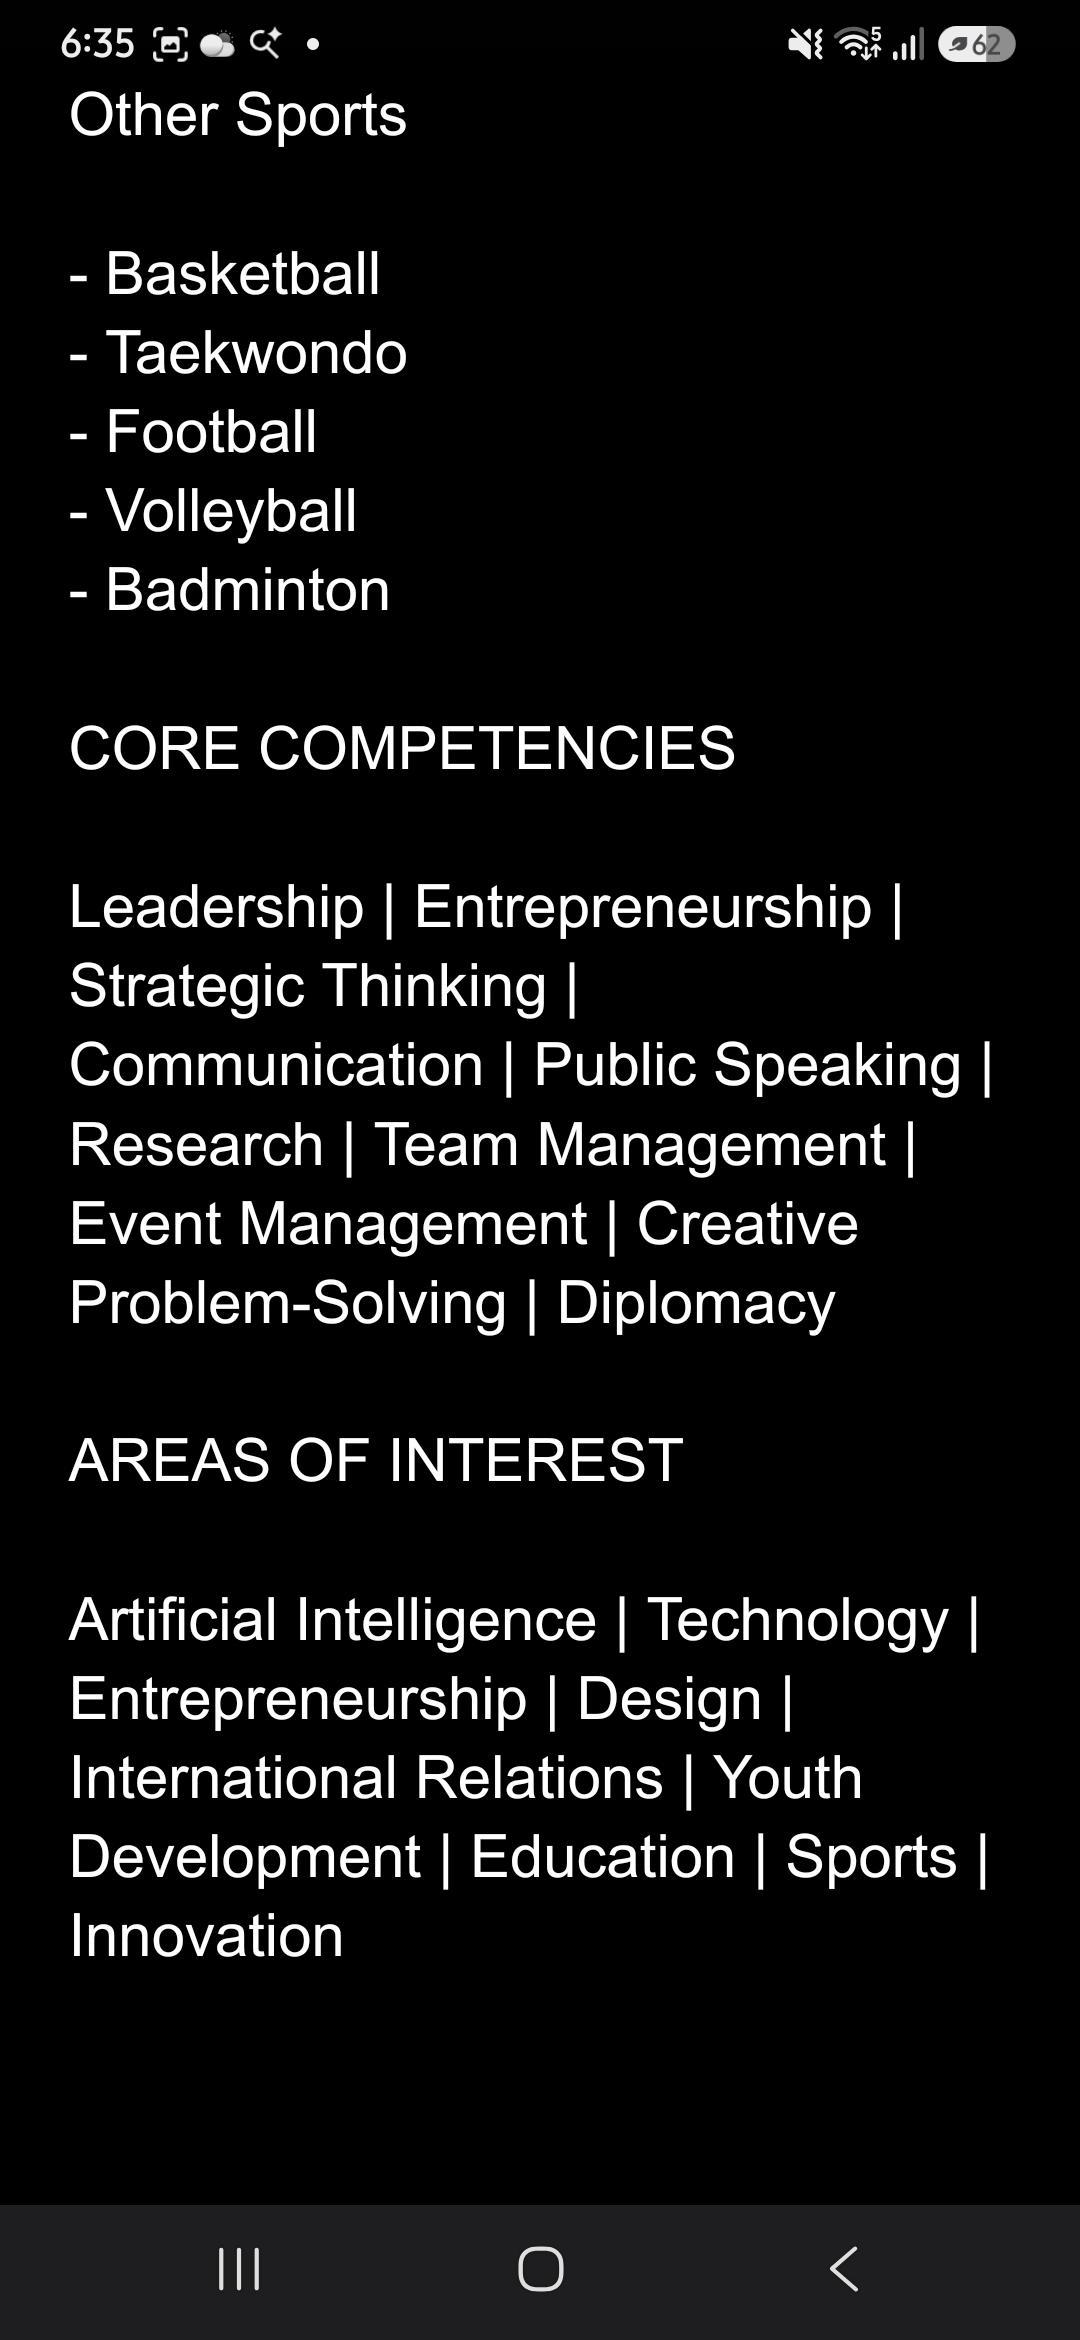 6:35
5
62
Other Sports
- Basketball
- Taekwondo
- Football
- Volleyball
- Badminton
CORE COMPETENCIES
Leadership | Entrepreneurship |
Strategic Thinking |
Communication | Public Speaking |
Research | Team Management |
Event Management | Creative
Problem-Solving | Diplomacy
AREAS OF INTEREST
Artificial Intelligence | Technology |
Entrepreneurship | Design |
International Relations | Youth
Development | Education | Sports |
Innovation